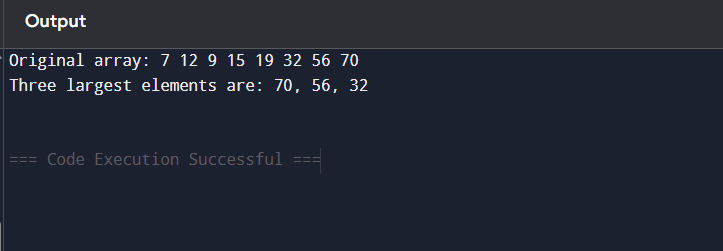 Output
Original array: 7 12 9 15 19 32 56 70
Three largest elements are: 70, 56, 32
=== Code Execution Successful ===